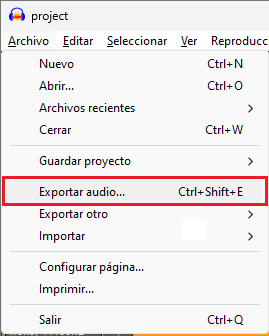 project
Archivo Editar Seleccionar Ver Reproducc
Nuevo Ctrl+N
Abrir... Ctrl+O
Archivos recientes
Cerrar Ctrl+W
Guardar proyecto
Exportar audio... Ctrl+Shift+E
Exportar otro
Importar
Configurar página...
Imprimir...
Salir Ctrl+Q